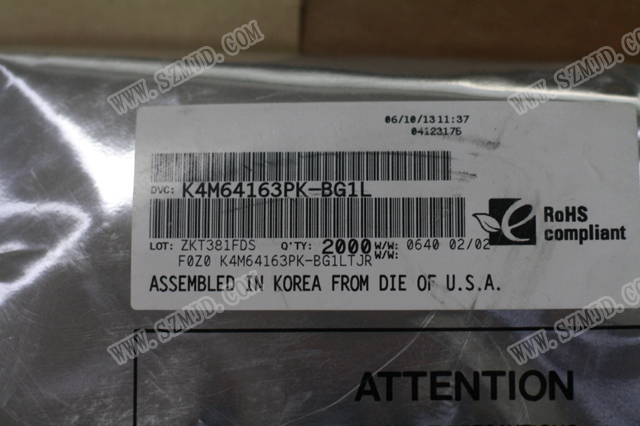 WWW.SZMJD.COM
WWW.SZMJD.COM
06/10/13 11:37
04123175
DVC: K4M64163PK-BG1L
LOT: ZKT381FDS Q'TY: 2000 W/W: 0640 02/02
W/W:
F0Z0 K4M64163PK-BG1LTJR
ASSEMBLED IN KOREA FROM DIE OF U.S.A.
e RoHS
compliant
WWW.SZMJD.COM
WWW.SZMJD.COM
ATTENTION